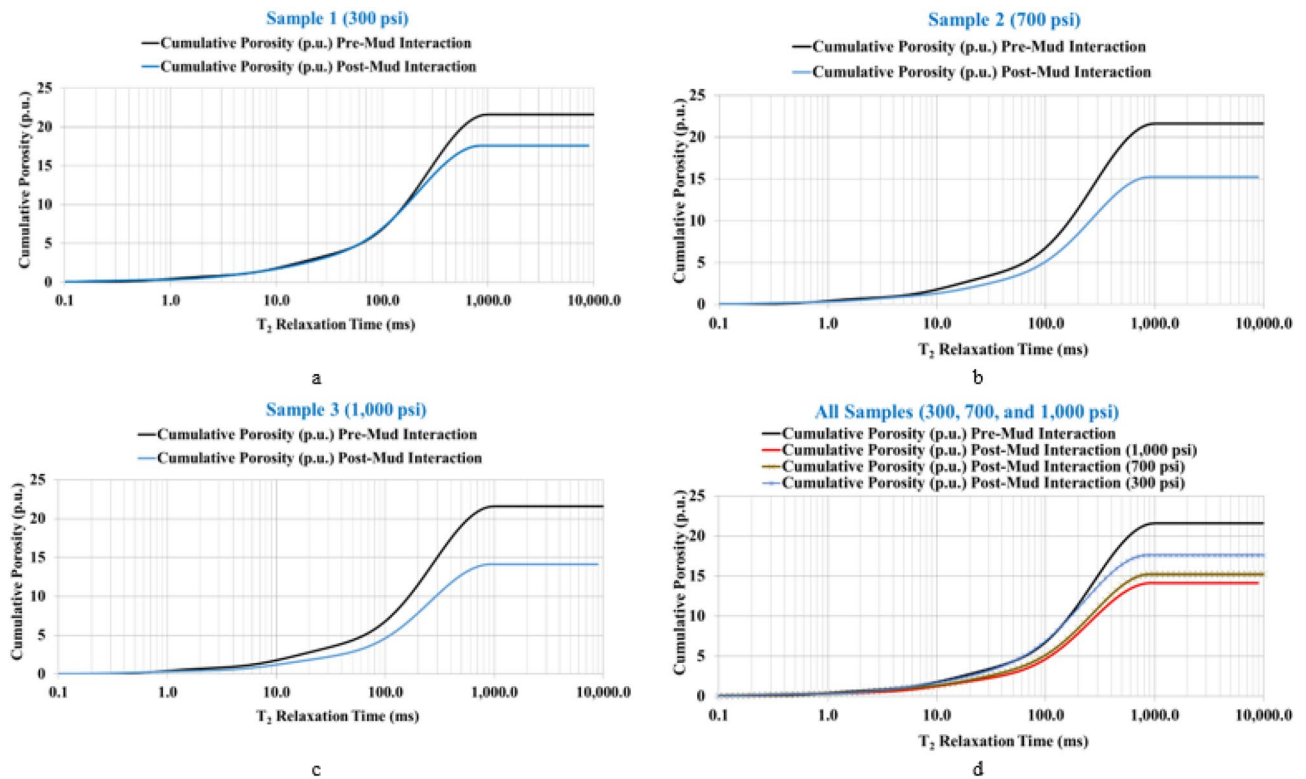 Sample 1 (300 psi)
Cumulative Porosity (p.u.) Pre-Mud Interaction
Cumulative Porosity (p.u.) Post-Mud Interaction
Cumulative Porosity (p.u.)
25
20
15
10
5
0
0.1
1.0
10.0
100.0
1,000.0
10,000.0
T₂ Relaxation Time (ms)
a
Sample 2 (700 psi)
Cumulative Porosity (p.u.) Pre-Mud Interaction
Cumulative Porosity (p.u.) Post-Mud Interaction
Cumulative Porosity (p.u.)
25
20
15
10
5
0
0.1
1.0
10.0
100.0
1,000.0
10,000.0
T₂ Relaxation Time (ms)
b
Sample 3 (1,000 psi)
Cumulative Porosity (p.u.) Pre-Mud Interaction
Cumulative Porosity (p.u.) Post-Mud Interaction
Cumulative Porosity (p.u.)
25
20
15
10
5
0
0.1
1.0
10.0
100.0
1,000.0
10,000.0
T₂ Relaxation Time (ms)
c
All Samples (300, 700, and 1,000 psi)
Cumulative Porosity (p.u.) Pre-Mud Interaction
Cumulative Porosity (p.u.) Post-Mud Interaction (1,000 psi)
Cumulative Porosity (p.u.) Post-Mud Interaction (700 psi)
Cumulative Porosity (p.u.) Post-Mud Interaction (300 psi)
Cumulative Porosity (p.u.)
25
20
15
10
5
0
0.1
1.0
10.0
100.0
1,000.0
10,000.0
T₂ Relaxation Time (ms)
d